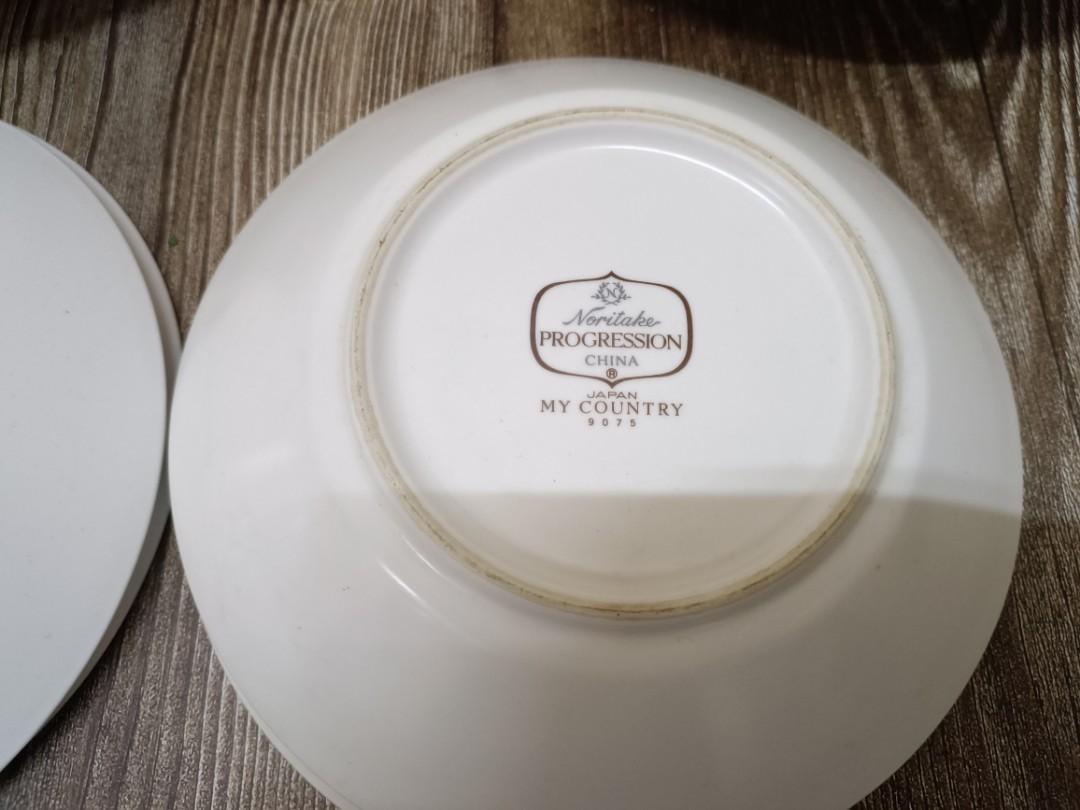 N
Noritake
PROGRESSION
CHINA
®
JAPAN
MY COUNTRY
9075